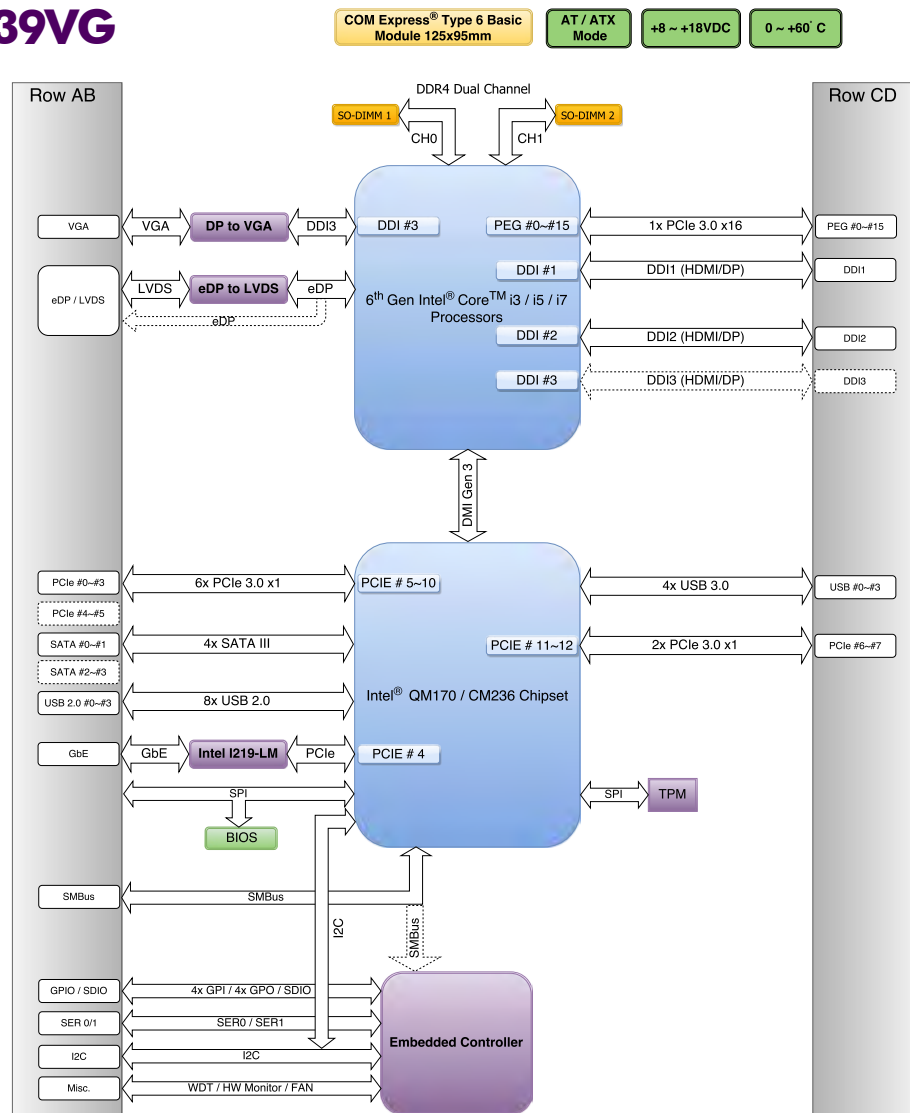 39VG
COM Express® Type 6 Basic
Module 125x95mm
AT / ATX
Mode
+8 ~ +18VDC
0 ~ +60° C
Row AB
DDR4 Dual Channel
Row CD
SO-DIMM 1
SO-DIMM 2
CH0
CH1
VGA
VGA
DP to VGA
DDI3
DDI #3
PEG #0~#15
1x PCIe 3.0 x16
PEG #0~#15
DDI #1
DDI1 (HDMI/DP)
DDI1
eDP / LVDS
LVDS
eDP to LVDS
eDP
eDP
6th Gen Intel® Core™ i3 / i5 / i7
Processors
DDI #2
DDI2 (HDMI/DP)
DDI2
DDI #3
DDI3 (HDMI/DP)
DDI3
DMI Gen 3
PCIe #0~#3
6x PCIe 3.0 x1
PCIE # 5~10
4x USB 3.0
USB #0~#3
PCIe #4~#5
SATA #0~#1
4x SATA III
PCIE # 11~12
2x PCIe 3.0 x1
PCIe #6~#7
SATA #2~#3
USB 2.0 #0~#3
8x USB 2.0
Intel® QM170 / CM236 Chipset
GbE
GbE
Intel I219-LM
PCIe
PCIE # 4
SPI
BIOS
SPI
TPM
SMBus
SMBus
I2C
SMBus
GPIO / SDIO
4x GPI / 4x GPO / SDIO
SER 0/1
SER0 / SER1
Embedded Controller
I2C
I2C
Misc.
WDT / HW Monitor / FAN